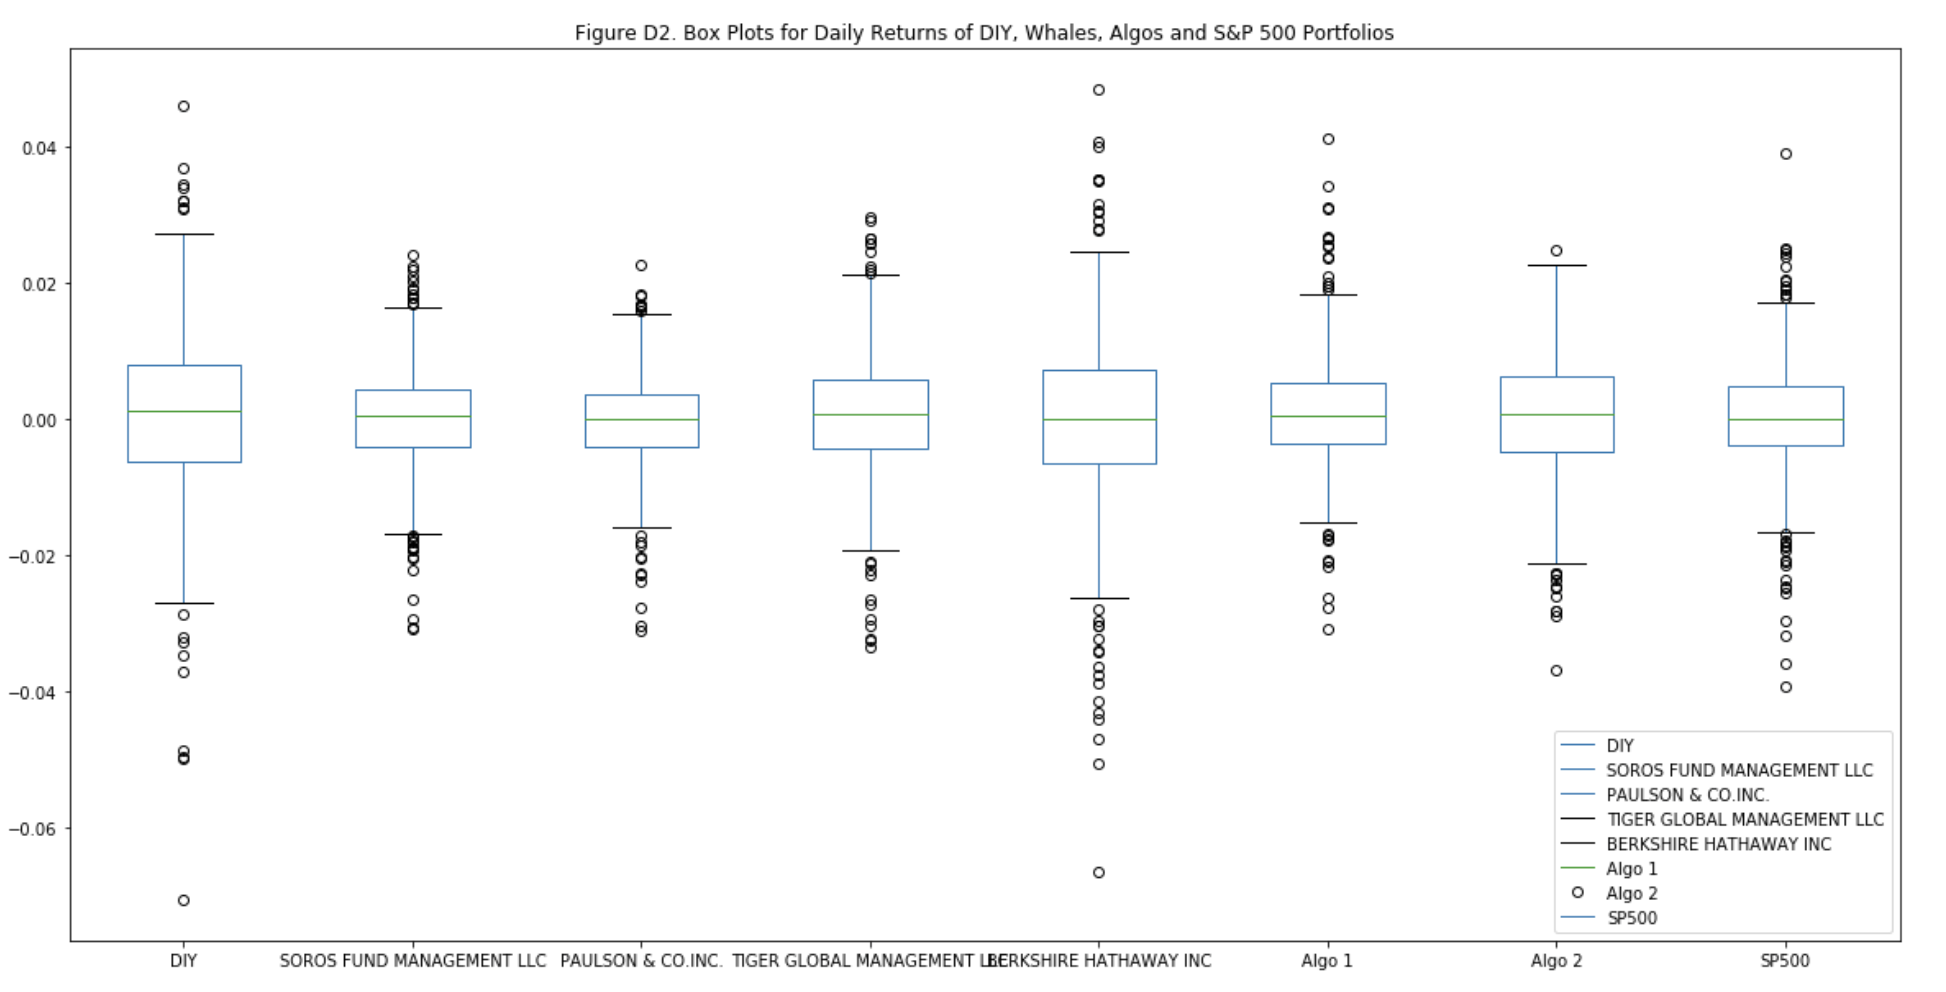 Figure D2. Box Plots for Daily Returns of DIY, Whales, Algos and S&P 500 Portfolios
0.04
0.02
0.00
−0.02
−0.04
−0.06
DIY
SOROS FUND MANAGEMENT LLC
PAULSON & CO.INC.
TIGER GLOBAL MANAGEMENT LLC
BERKSHIRE HATHAWAY INC
Algo 1
Algo 2
SP500
DIY
SOROS FUND MANAGEMENT LLC
PAULSON & CO.INC.
TIGER GLOBAL MANAGEMENT LLC
BERKSHIRE HATHAWAY INC
Algo 1
Algo 2
SP500